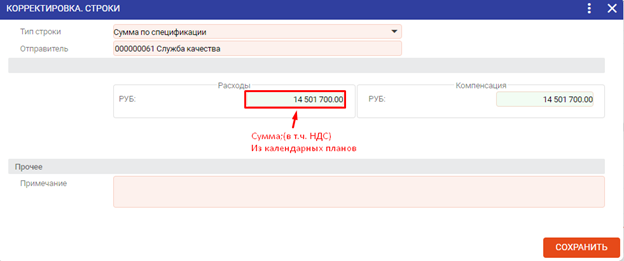 КОРРЕКТИРОВКА. СТРОКИ
Тип строки Сумма по спецификации
Отправитель 000000061 Служба качества
Расходы Компенсация
РУБ: 14 501 700.00 РУБ: 14 501 700.00
Сумма:(в т.ч. НДС)
Из календарных планов
Прочее
Примечание
СОХРАНИТЬ